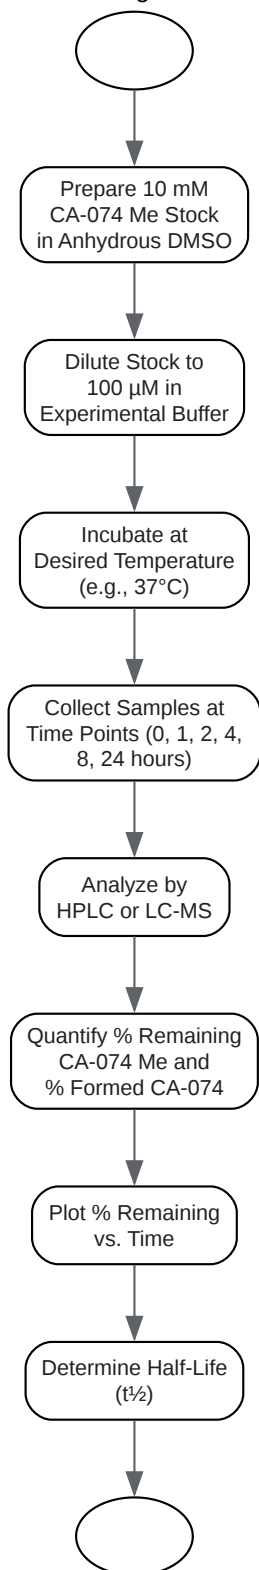 Prepare 10 mM
CA-074 Me Stock
in Anhydrous DMSO
Dilute Stock to
100 µM in
Experimental Buffer
Incubate at
Desired Temperature
(e.g., 37°C)
Collect Samples at
Time Points (0, 1, 2, 4,
8, 24 hours)
Analyze by
HPLC or LC-MS
Quantify % Remaining
CA-074 Me and
% Formed CA-074
Plot % Remaining
vs. Time
Determine Half-Life
(t½)